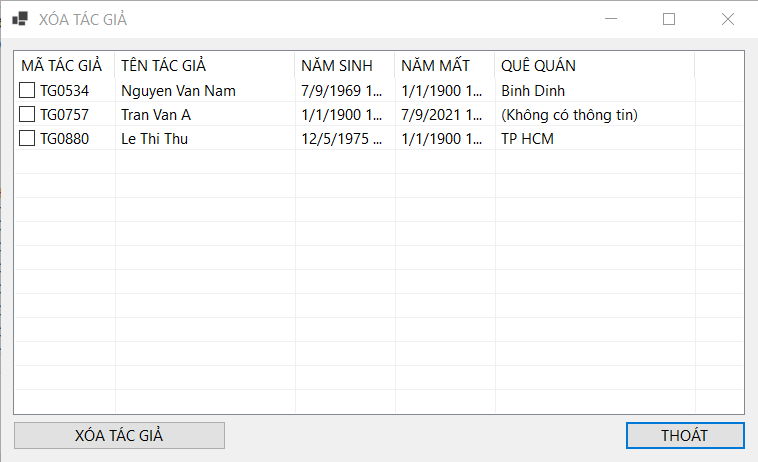 XÓA TÁC GIẢ
MÃ TÁC GIẢ TÊN TÁC GIẢ NĂM SINH NĂM MẤT QUÊ QUÁN
TG0534 Nguyen Van Nam 7/9/1969 1... 1/1/1900 1... Binh Dinh
TG0757 Tran Van A 1/1/1900 1... 7/9/2021 1... (Không có thông tin)
TG0880 Le Thi Thu 12/5/1975 ... 1/1/1900 1... TP HCM
XÓA TÁC GIẢ THOÁT